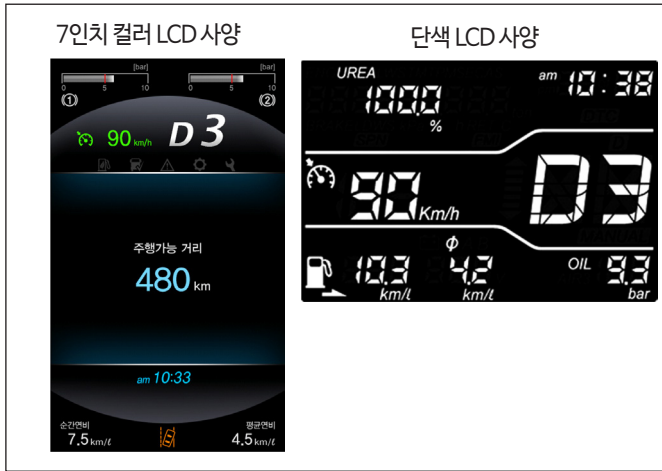 7인치 컬러 LCD 사양
[bar]
0 5 10
①
[bar]
0 5 10
②
90 km/h
D 3
주행가능 거리
480 km
am 10:33
순간연비
7.5 km/ℓ
평균연비
4.5 km/ℓ
단색 LCD 사양
UREA
100.0
%
am 10:38
90 Km/h
D3
10.3
km/ℓ
ϕ
4.2
km/ℓ
OIL
9.3
bar